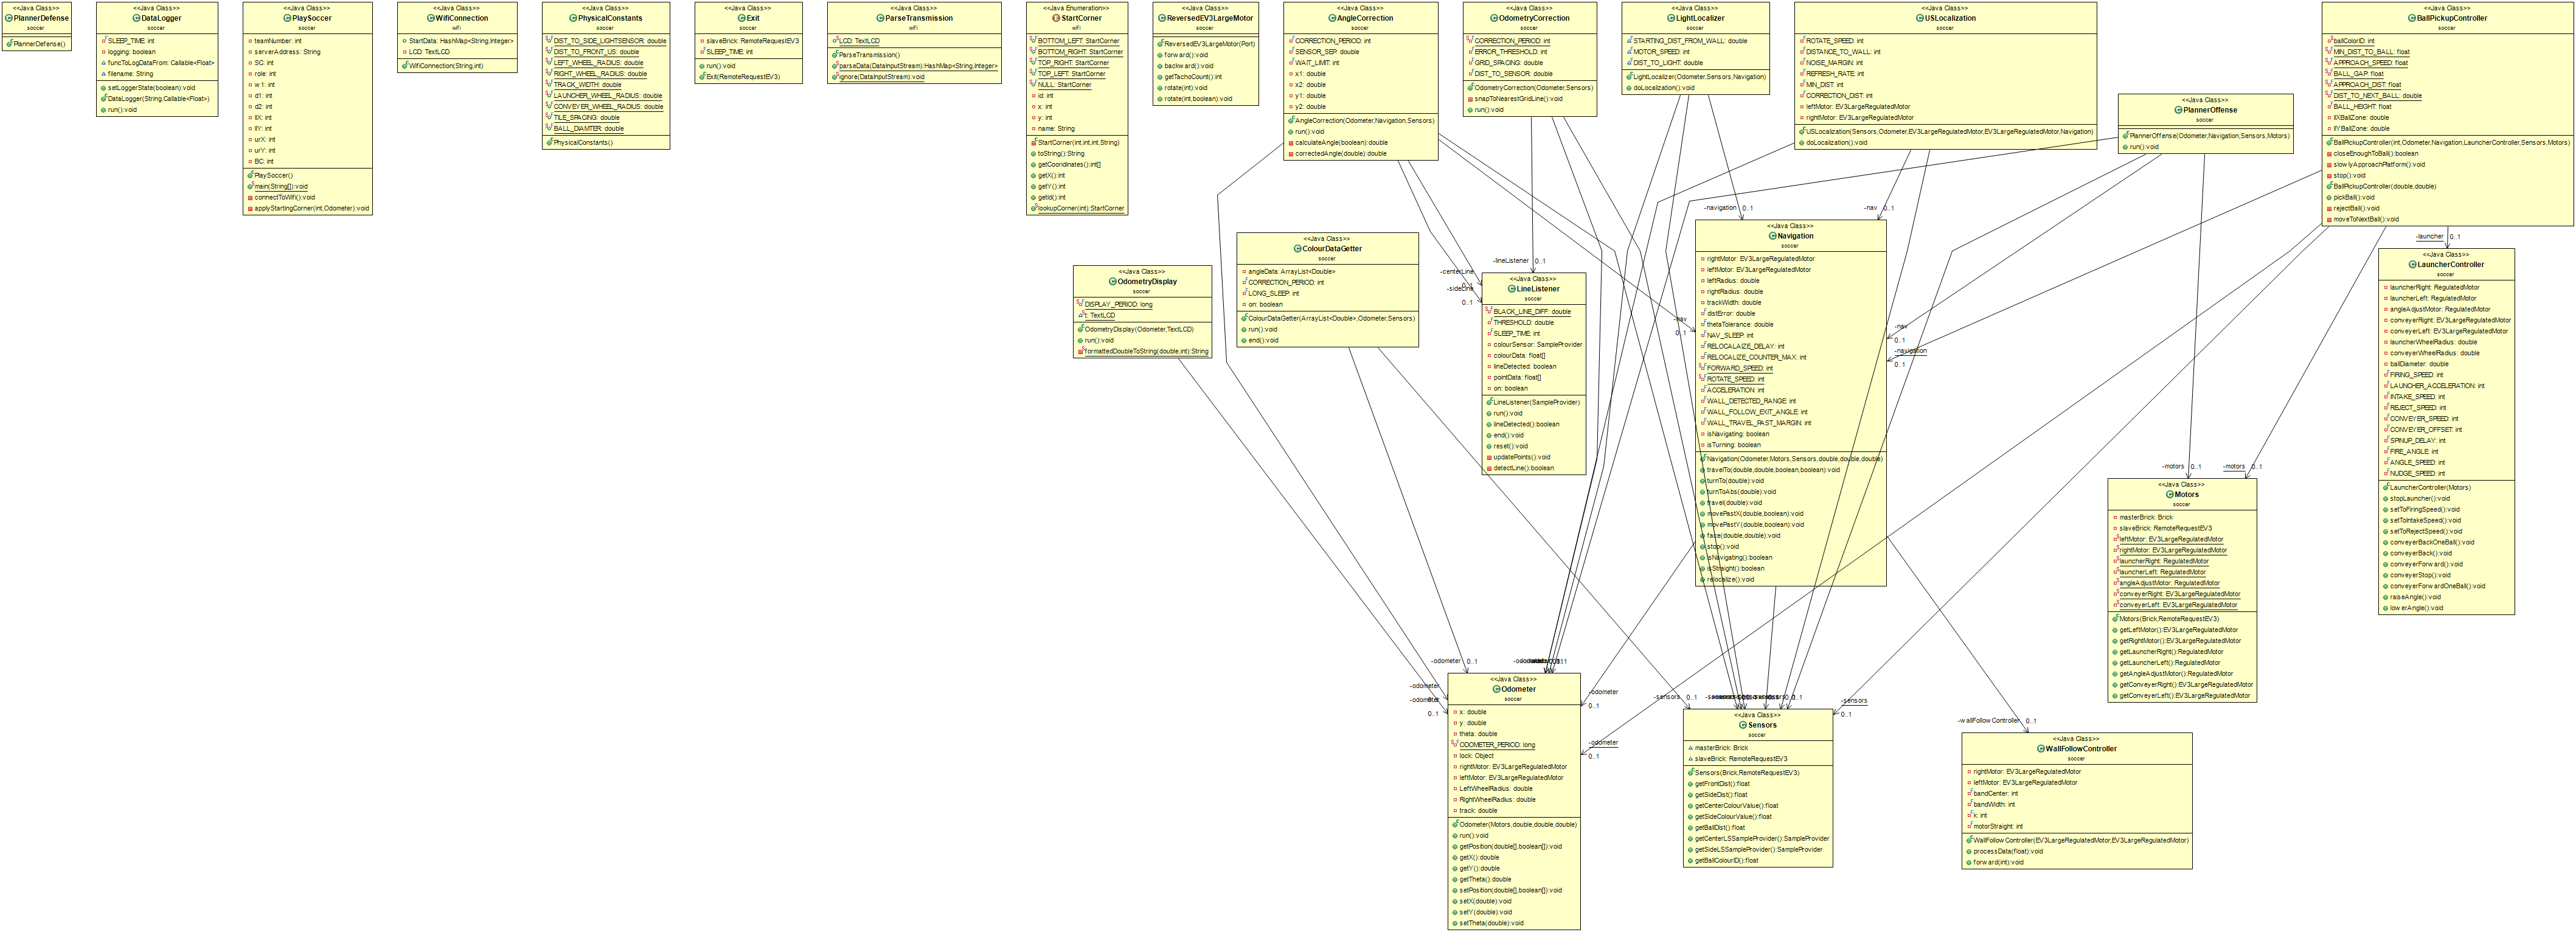 <<Java Class>>
PlannerDefense
soccer
PlannerDefense()
<<Java Class>>
DataLogger
soccer
SLEEP_TIME: int
logging: boolean
funcToLogDataFrom: Callable<Float>
filename: String
setLoggerState(boolean):void
DataLogger(String,Callable<Float>)
run():void
<<Java Class>>
PlaySoccer
soccer
teamNumber: int
serverAddress: String
SC: int
role: int
w1: int
d1: int
d2: int
llX: int
llY: int
urX: int
urY: int
BC: int
PlaySoccer()
main(String[]):void
connectToWifi():void
applyStartingCorner(int,Odometer):void
<<Java Class>>
WifiConnection
wifi
StartData: HashMap<String,Integer>
LCD: TextLCD
WifiConnection(String,int)
<<Java Class>>
PhysicalConstants
soccer
DIST_TO_SIDE_LIGHTSENSOR: double
DIST_TO_FRONT_US: double
LEFT_WHEEL_RADIUS: double
RIGHT_WHEEL_RADIUS: double
TRACK_WIDTH: double
LAUNCHER_WHEEL_RADIUS: double
CONVEYER_WHEEL_RADIUS: double
TILE_SPACING: double
BALL_DIAMTER: double
PhysicalConstants()
<<Java Class>>
Exit
soccer
slaveBrick: RemoteRequestEV3
SLEEP_TIME: int
run():void
Exit(RemoteRequestEV3)
<<Java Class>>
ParseTransmission
wifi
LCD: TextLCD
ParseTransmission()
parseData(DataInputStream):HashMap<String,Integer>
ignore(DataInputStream):void
<<Java Enumeration>>
StartCorner
wifi
BOTTOM_LEFT: StartCorner
BOTTOM_RIGHT: StartCorner
TOP_RIGHT: StartCorner
TOP_LEFT: StartCorner
NULL: StartCorner
id: int
x: int
y: int
name: String
StartCorner(int,int,int,String)
toString():String
getCooridinates():int[]
getX():int
getY():int
getId():int
lookupCorner(int):StartCorner
<<Java Class>>
ReversedEV3LargeMotor
soccer
ReversedEV3LargeMotor(Port)
forward():void
backward():void
getTachoCount():int
rotate(int):void
rotate(int,boolean):void
<<Java Class>>
AngleCorrection
soccer
CORRECTION_PERIOD: int
SENSOR_SEP: double
WAIT_LIMIT: int
x1: double
x2: double
y1: double
y2: double
AngleCorrection(Odometer,Navigation,Sensors)
run():void
calculateAngle(boolean):double
correctedAngle(double):double
<<Java Class>>
OdometryCorrection
soccer
CORRECTION_PERIOD: int
ERROR_THRESHOLD: int
GRID_SPACING: double
DIST_TO_SENSOR: double
OdometryCorrection(Odometer,Sensors)
snapToNearestGridLine():void
run():void
<<Java Class>>
LightLocalizer
soccer
STARTING_DIST_FROM_WALL: double
MOTOR_SPEED: double
DIST_TO_LIGHT: double
LightLocalizer(Odometer,Sensors,Navigation)
doLocalization():void
<<Java Class>>
USLocalization
soccer
ROTATE_SPEED: int
DISTANCE_TO_WALL: int
NOISE_MARGIN: int
REFRESH_RATE: int
MIN_DIST: int
CORRECTION_DIST: int
leftMotor: EV3LargeRegulatedMotor
rightMotor: EV3LargeRegulatedMotor
USLocalization(Sensors,Odometer,EV3LargeRegulatedMotor,EV3LargeRegulatedMotor,Navigation)
doLocalization():void
<<Java Class>>
PlannerOffense
soccer
PlannerOffense(Odometer,Navigation,Sensors,Motors)
run():void
<<Java Class>>
BallPickupController
soccer
ballColorID: int
MIN_DIST_TO_BALL: float
APPROACH_SPEED: float
BALL_GAP: float
APPROACH_DIST: float
DIST_TO_NEXT_BALL: double
BALL_HEIGHT: float
llXBallZone: double
llYBallZone: double
BallPickupController(int,Odometer,Navigation,LauncherController,Sensors,Motors)
closeEnoughToBall():boolean
slowlyApproachPlatform():void
stop():void
BallPickupController(double,double)
pickBall():void
rejectBall():void
moveToNextBall():void
-navigation 0..1
-nav 0..1
-launcher 0..1
<<Java Class>>
OdometryDisplay
soccer
DISPLAY_PERIOD: long
t: TextLCD
OdometryDisplay(Odometer,TextLCD)
run():void
formattedDoubleToString(double,int):String
<<Java Class>>
ColourDataGetter
soccer
angleData: ArrayList<Double>
CORRECTION_PERIOD: int
LONG_SLEEP: int
on: boolean
ColourDataGetter(ArrayList<Double>,Odometer,Sensors)
run():void
end():void
-lineListener 0..1
-centerLine
0..1
-sideLine
0..1
<<Java Class>>
LineListener
soccer
BLACK_LINE_DIFF: double
THRESHOLD: double
SLEEP_TIME: int
colourSensor: SampleProvider
colourData: float[]
lineDetected: boolean
pointData: float[]
on: boolean
LineListener(SampleProvider)
run():void
lineDetected():boolean
end():void
reset():void
updatePoints():void
detectLine():boolean
-nav
0..1
<<Java Class>>
Navigation
soccer
rightMotor: EV3LargeRegulatedMotor
leftMotor: EV3LargeRegulatedMotor
leftRadius: double
rightRadius: double
trackWidth: double
distError: double
thetaTolerance: double
NAV_SLEEP: int
RELOCALAIZE_DELAY: int
RELOCALIZE_COUNTER_MAX: int
FORWARD_SPEED: int
ROTATE_SPEED: int
ACCELERATION: int
WALL_DETECTED_RANGE: int
WALL_FOLLOW_EXIT_ANGLE: int
WALL_TRAVEL_PAST_MARGIN: int
isNavigating: boolean
isTurning: boolean
Navigation(Odometer,Motors,Sensors,double,double,double)
travelTo(double,double,boolean,boolean):void
turnTo(double):void
turnToAbs(double):void
travel(double):void
movePastX(double,boolean):void
movePastY(double,boolean):void
face(double,double):void
stop():void
isNavigating():boolean
isStraight():boolean
relocalize():void
-nav
0..1
-navigation
0..1
<<Java Class>>
LauncherController
soccer
launcherRight: RegulatedMotor
launcherLeft: RegulatedMotor
angleAdjustMotor: RegulatedMotor
conveyerRight: EV3LargeRegulatedMotor
conveyerLeft: EV3LargeRegulatedMotor
launcherWheelRadius: double
conveyerWheelRadius: double
ballDiameter: double
FIRING_SPEED: int
LAUNCHER_ACCELERATION: int
INTAKE_SPEED: int
REJECT_SPEED: int
CONVEYER_SPEED: int
CONVEYER_OFFSET: int
SPINUP_DELAY: int
FIRE_ANGLE: int
ANGLE_SPEED: int
NUDGE_SPEED: int
LauncherController(Motors)
stopLauncher():void
setToFiringSpeed():void
setToIntakeSpeed():void
setToRejectSpeed():void
conveyerBackOneBall():void
conveyerBack():void
conveyerForward():void
conveyerStop():void
conveyerForwardOneBall():void
raiseAngle():void
lowerAngle():void
-motors 0..1
-motors 0..1
<<Java Class>>
Motors
soccer
masterBrick: Brick
slaveBrick: RemoteRequestEV3
leftMotor: EV3LargeRegulatedMotor
rightMotor: EV3LargeRegulatedMotor
launcherRight: RegulatedMotor
launcherLeft: RegulatedMotor
angleAdjustMotor: RegulatedMotor
conveyerRight: EV3LargeRegulatedMotor
conveyerLeft: EV3LargeRegulatedMotor
Motors(Brick,RemoteRequestEV3)
getLeftMotor():EV3LargeRegulatedMotor
getRightMotor():EV3LargeRegulatedMotor
getLauncherRight():RegulatedMotor
getLauncherLeft():RegulatedMotor
getAngleAdjustMotor():RegulatedMotor
getConveyerRight():EV3LargeRegulatedMotor
getConveyerLeft():EV3LargeRegulatedMotor
-odometer 0..1
-odometer
-odometer
0..1
<<Java Class>>
Odometer
soccer
x: double
y: double
theta: double
ODOMETER_PERIOD: long
lock: Object
rightMotor: EV3LargeRegulatedMotor
leftMotor: EV3LargeRegulatedMotor
LeftWheelRadius: double
RightWheelRadius: double
track: double
Odometer(Motors,double,double,double)
run():void
getPosition(double[],boolean[]):void
getX():double
getY():double
getTheta():double
setPosition(double[],boolean[]):void
setX(double):void
setY(double):void
setTheta(double):void
-odometer
0..1
-odometer
0..1
-sensors 0..1
<<Java Class>>
Sensors
soccer
masterBrick: Brick
slaveBrick: RemoteRequestEV3
Sensors(Brick,RemoteRequestEV3)
getFrontDist():float
getSideDist():float
getCenterColourValue():float
getSideColourValue():float
getBallDist():float
getCenterLSSampleProvider():SampleProvider
getSideLSSampleProvider():SampleProvider
getBallColourID():float
-sensors
0..1
-wallFollowController 0..1
<<Java Class>>
WallFollowController
soccer
rightMotor: EV3LargeRegulatedMotor
leftMotor: EV3LargeRegulatedMotor
bandCenter: int
bandWidth: int
k: int
motorStraight: int
WallFollowController(EV3LargeRegulatedMotor,EV3LargeRegulatedMotor)
processData(float):void
forward(int):void